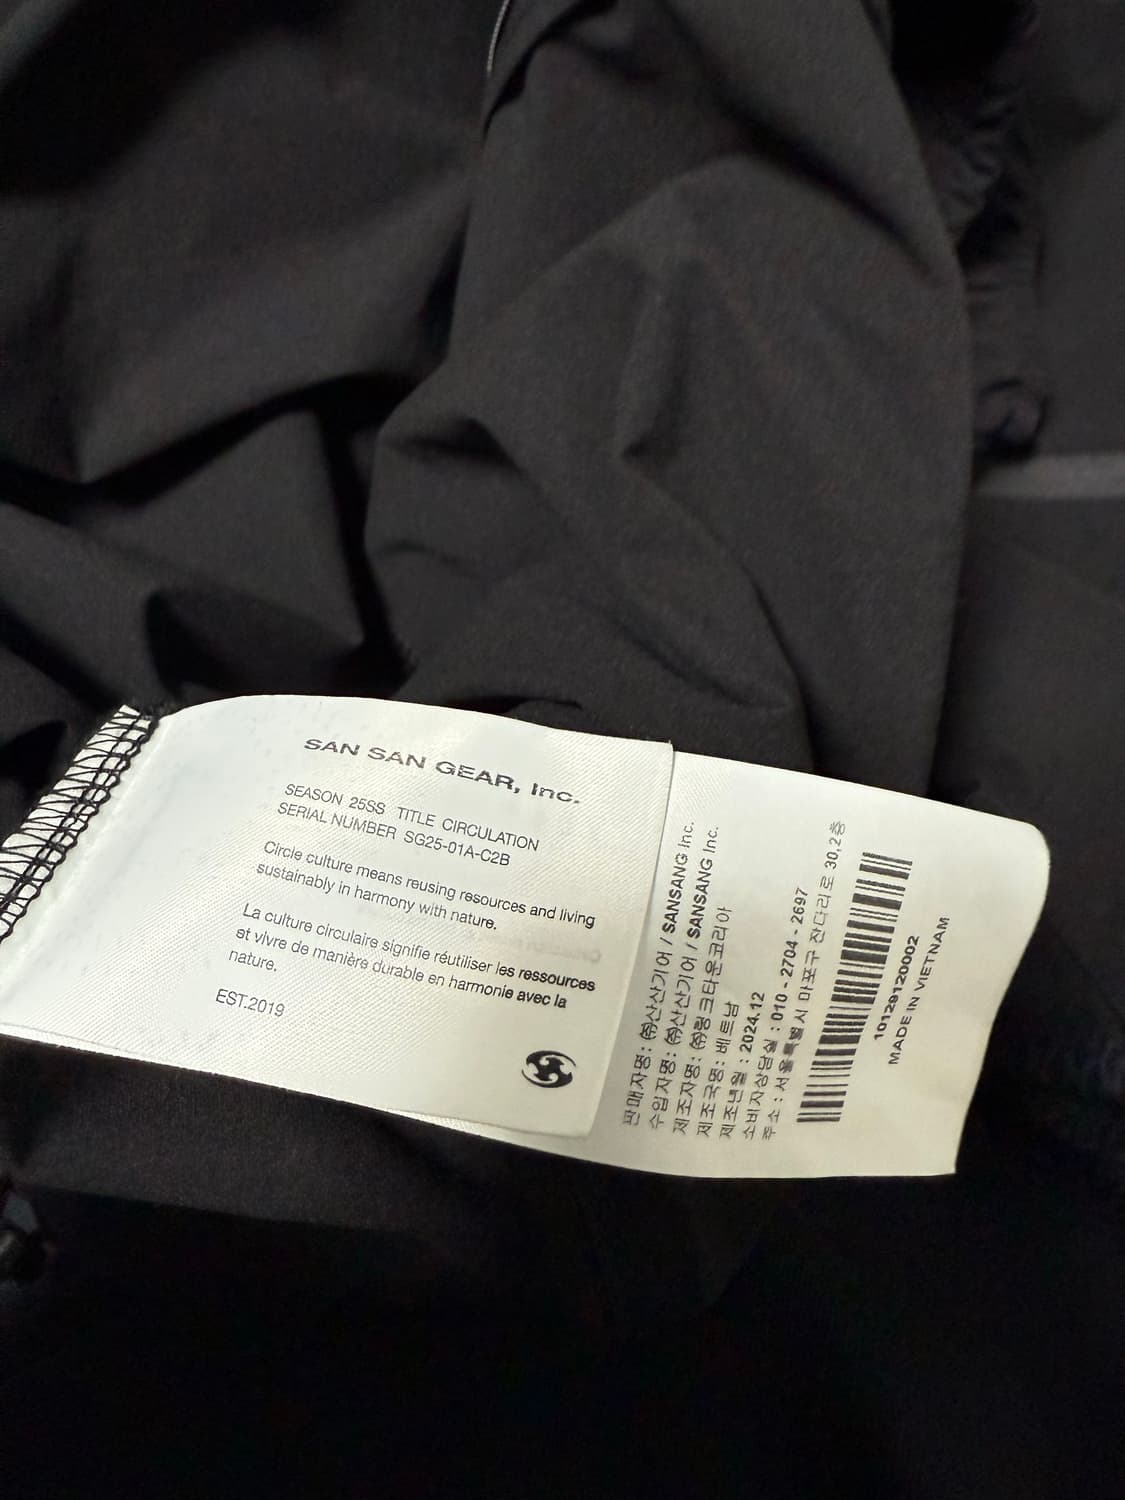 SAN SAN GEAR, Inc.
SEASON 25SS TITLE CIRCULATION
SERIAL NUMBER SG25-01A-C2B
Circle culture means reusing resources and living
sustainably in harmony with nature.
La culture circulaire signifie réutiliser les ressources
et vivre de manière durable en harmonie avec la
nature.
EST.2019
판매자명 : ㈜산산기어 / SANSANG Inc.
수입자명 : ㈜산산기어 / SANSANG Inc.
제조자명 : ㈜링크타운코리아
제조국명 : 베트남
제조년월 : 2024.12
소비자상담실 : 010 - 2704 - 2697
주소 : 서울특별시 마포구 잔다리로 30,2층
10129120002
MADE IN VIETNAM